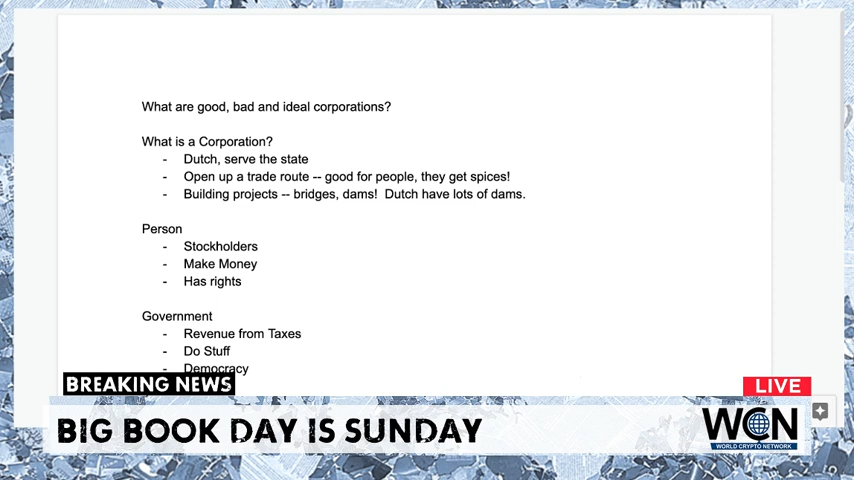 What are good, bad and ideal corporations?
What is a Corporation?
- Dutch, serve the state
- Open up a trade route -- good for people, they get spices!
- Building projects -- bridges, dams!  Dutch have lots of dams.
Person
- Stockholders
- Make Money
- Has rights
Government
- Revenue from Taxes
- Do Stuff
- Democracy
BREAKING NEWS
LIVE
BIG BOOK DAY IS SUNDAY
WCN
WORLD CRYPTO NETWORK